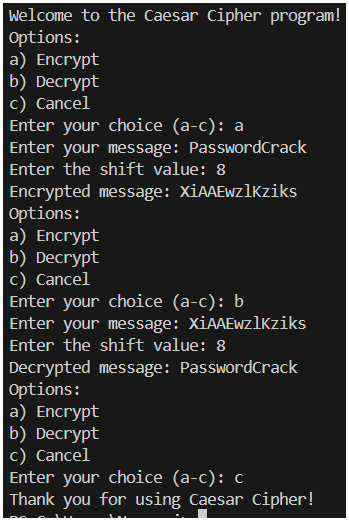 Welcome to the Caesar Cipher program!
Options:
a) Encrypt
b) Decrypt
c) Cancel
Enter your choice (a-c): a
Enter your message: PasswordCrack
Enter the shift value: 8
Encrypted message: XiAAEwzlKziks
Options:
a) Encrypt
b) Decrypt
c) Cancel
Enter your choice (a-c): b
Enter your message: XiAAEwzlKziks
Enter the shift value: 8
Decrypted message: PasswordCrack
Options:
a) Encrypt
b) Decrypt
c) Cancel
Enter your choice (a-c): c
Thank you for using Caesar Cipher!